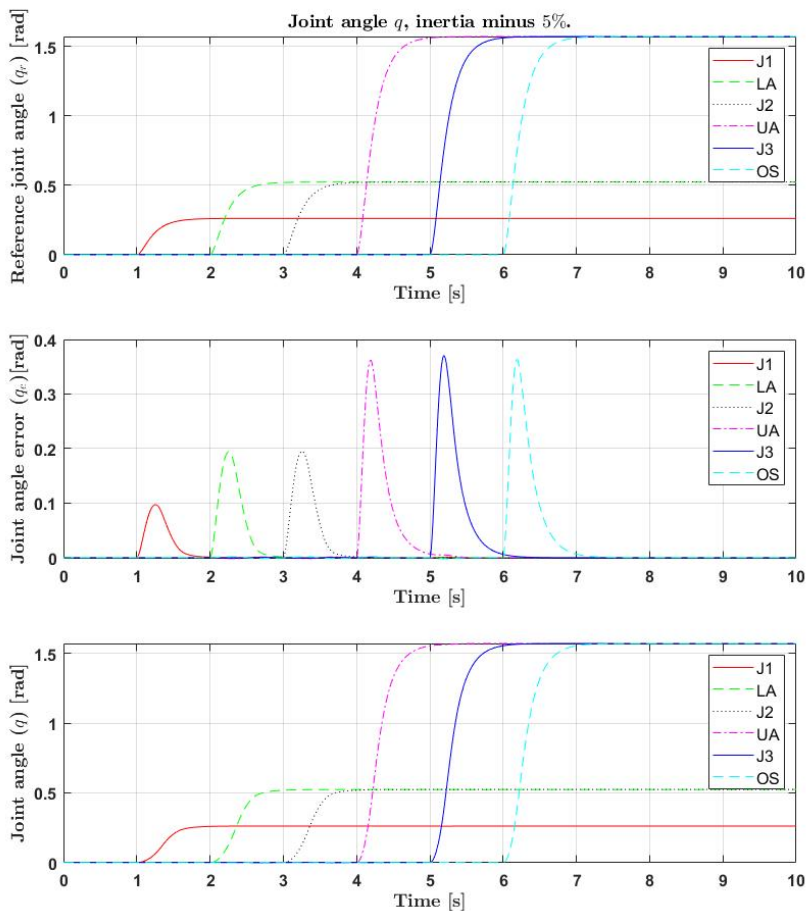 Joint angle q, inertia minus 5%.
Reference joint angle (qr) [rad]
1.5
1
0.5
0
J1
LA
J2
UA
J3
OS
0 1 2 3 4 5 6 7 8 9 10
Time [s]
Joint angle error (qe)[rad]
0.4
0.3
0.2
0.1
0
J1
LA
J2
UA
J3
OS
0 1 2 3 4 5 6 7 8 9 10
Time [s]
Joint angle (q) [rad]
1.5
1
0.5
0
J1
LA
J2
UA
J3
OS
0 1 2 3 4 5 6 7 8 9 10
Time [s]